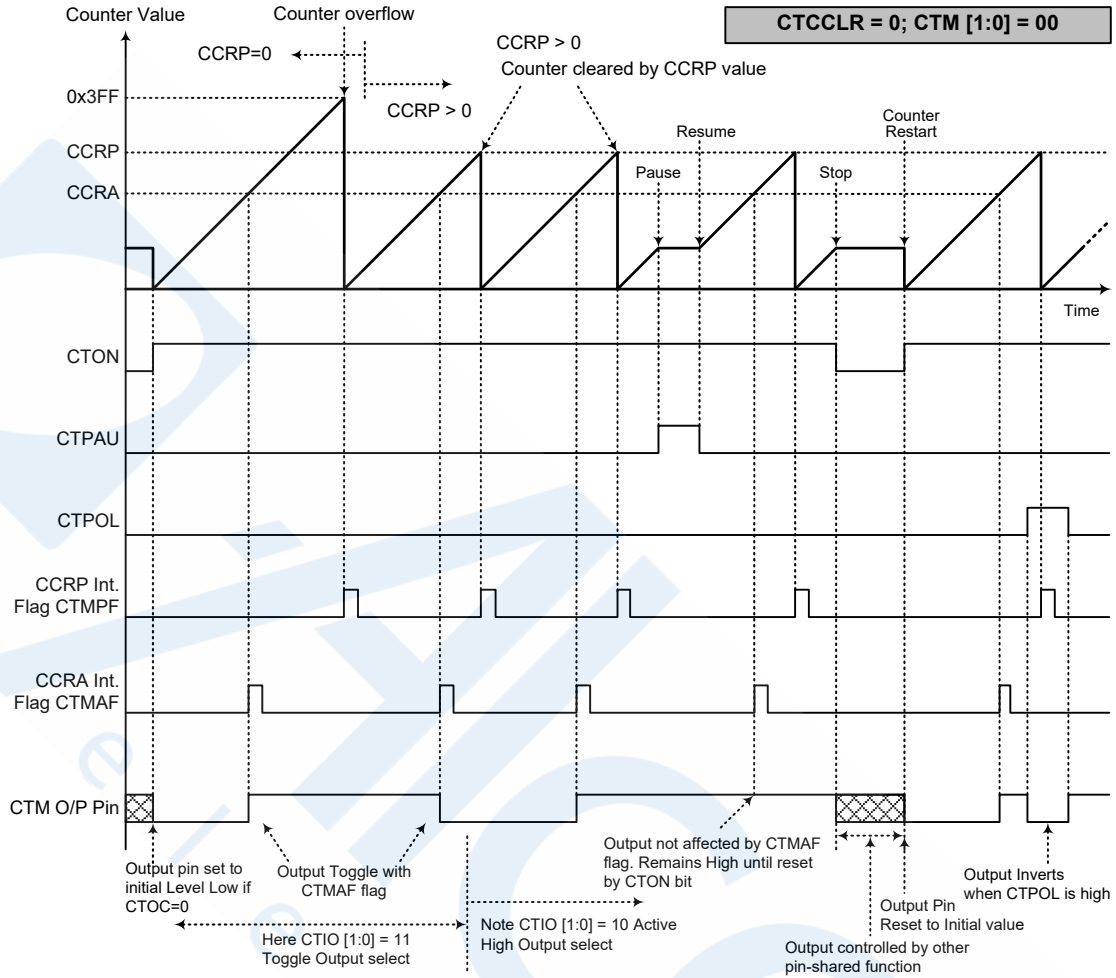 Counter Value
Counter overflow
CTCCLR = 0; CTM [1:0] = 00
CCRP=0
CCRP > 0
CCRP > 0
Counter cleared by CCRP value
0x3FF
CCRP
CCRA
Pause
Resume
Stop
Counter
Restart
Time
CTON
CTPAU
CTPOL
CCRP Int.
Flag CTMPF
CCRA Int.
Flag CTMAF
CTM O/P Pin
Output pin set to
initial Level Low if
CTOC=0
Output Toggle with
CTMAF flag
Here CTIO [1:0] = 11
Toggle Output select
Note CTIO [1:0] = 10 Active
High Output select
Output not affected by CTMAF
flag. Remains High until reset
by CTON bit
Output controlled by other
pin-shared function
Output Pin
Reset to Initial value
Output Inverts
when CTPOL is high